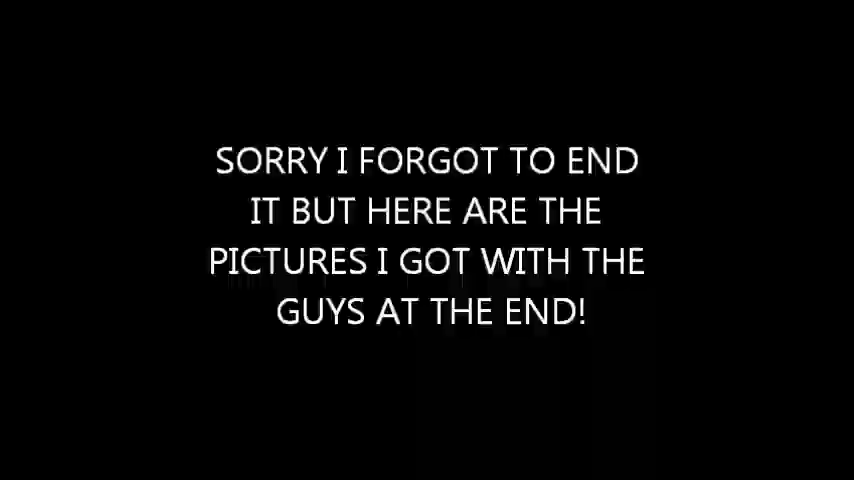 SORRY I FORGOT TO END
IT BUT HERE ARE THE
PICTURES I GOT WITH THE
GUYS AT THE END!